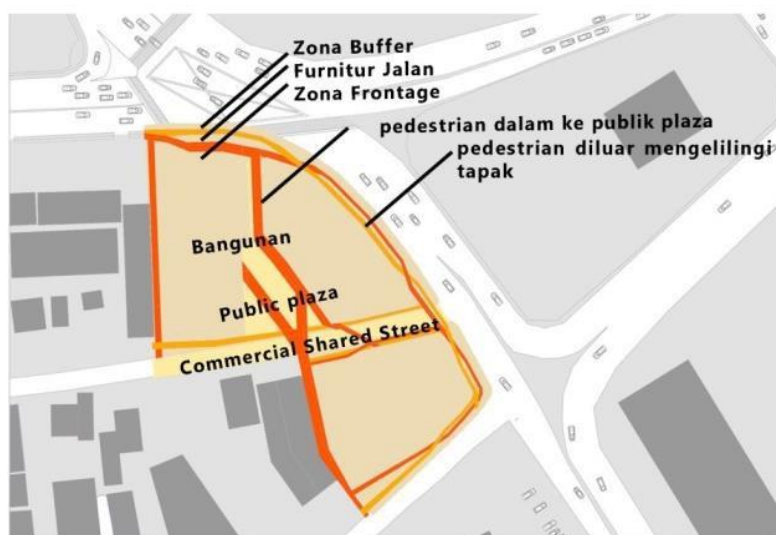 Zona Buffer
Furnitur Jalan
Zona Frontage
pedestrian dalam ke publik plaza
pedestrian diluar mengelilingi
tapak
Bangunan
Public plaza
Commercial Shared Street